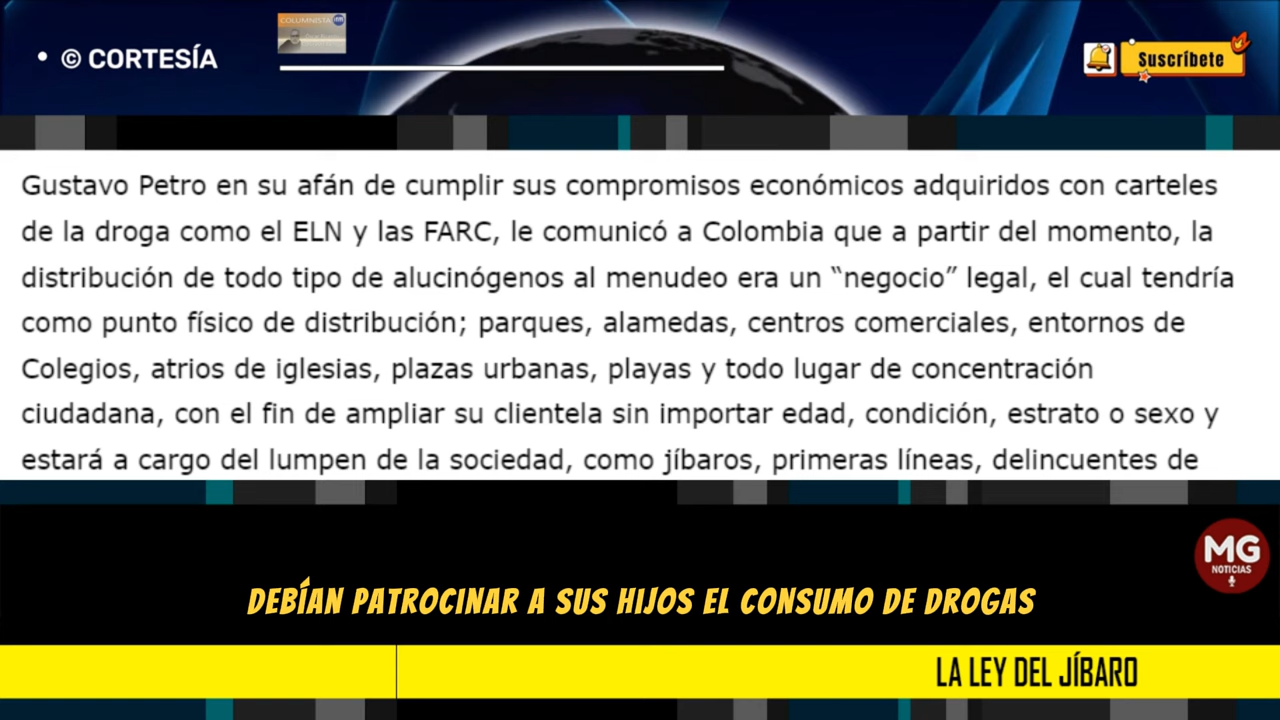 • © CORTESÍA
COLUMNISTA
Suscríbete
Gustavo Petro en su afán de cumplir sus compromisos económicos adquiridos con carteles
de la droga como el ELN y las FARC, le comunicó a Colombia que a partir del momento, la
distribución de todo tipo de alucinógenos al menudeo era un “negocio” legal, el cual tendría
como punto físico de distribución; parques, alamedas, centros comerciales, entornos de
Colegios, atrios de iglesias, plazas urbanas, playas y todo lugar de concentración
ciudadana, con el fin de ampliar su clientela sin importar edad, condición, estrato o sexo y
estará a cargo del lumpen de la sociedad, como jíbaros, primeras líneas, delincuentes de
MG
NOTICIAS
DEBÍAN PATROCINAR A SUS HIJOS EL CONSUMO DE DROGAS
LA LEY DEL JÍBARO